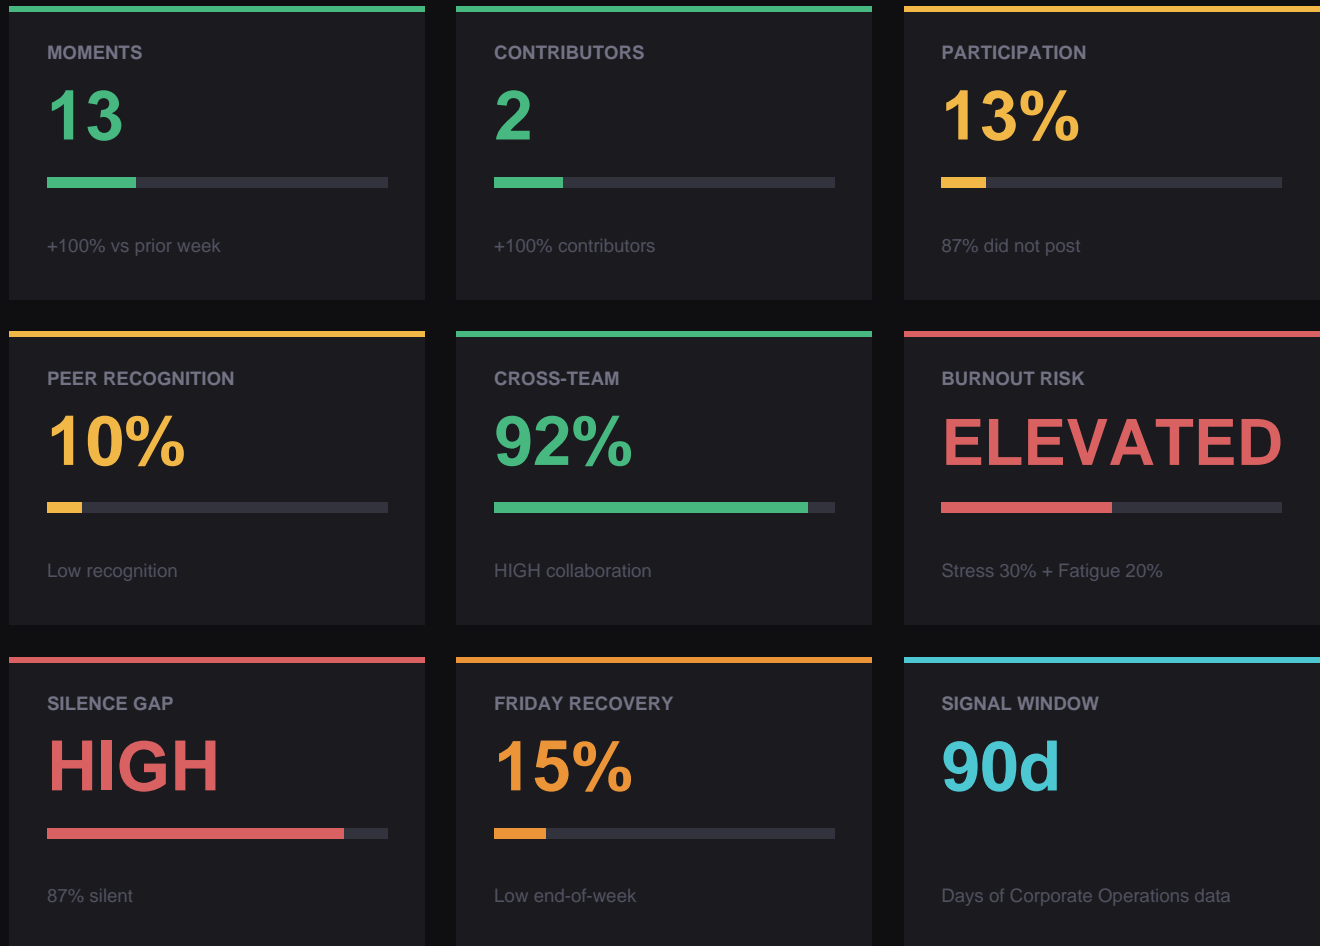 MOMENTS
13
+100% vs prior week
CONTRIBUTORS
2
+100% contributors
PARTICIPATION
13%
87% did not post
PEER RECOGNITION
10%
Low recognition
CROSS-TEAM
92%
HIGH collaboration
BURNOUT RISK
ELEVATED
Stress 30% + Fatigue 20%
SILENCE GAP
HIGH
87% silent
FRIDAY RECOVERY
15%
Low end-of-week
SIGNAL WINDOW
90d
Days of Corporate Operations data